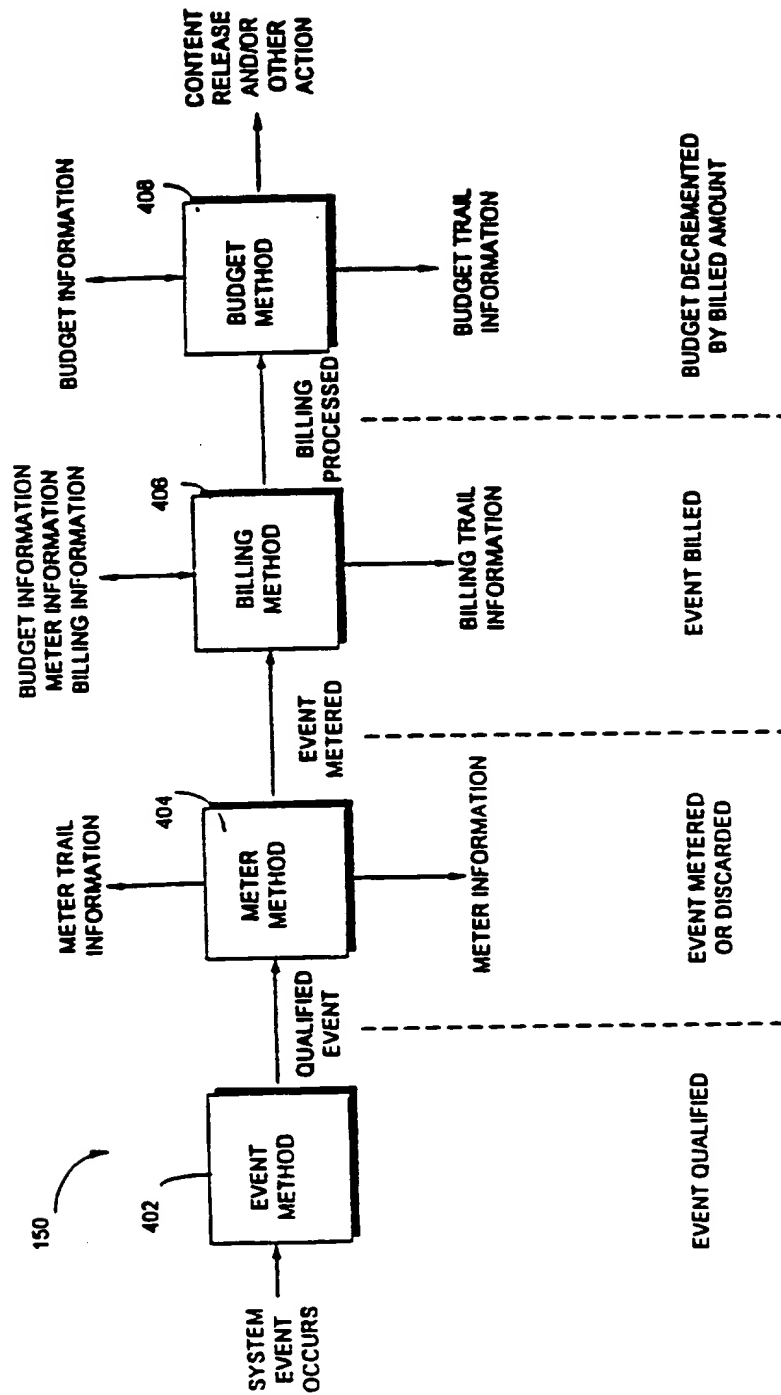 150
SYSTEM
EVENT
OCCURS
402
EVENT
METHOD
QUALIFIED
EVENT
METER TRAIL
INFORMATION
404
METER
METHOD
METER INFORMATION
EVENT
METERED
BUDGET INFORMATION
METER INFORMATION
BILLING INFORMATION
406
BILLING
METHOD
BILLING TRAIL
INFORMATION
BILLING
PROCESSED
BUDGET INFORMATION
408
BUDGET
METHOD
BUDGET TRAIL
INFORMATION
CONTENT
RELEASE
AND/OR
OTHER
ACTION
EVENT QUALIFIED
EVENT METERED
OR DISCARDED
EVENT BILLED
BUDGET DECREMENTED
BY BILLED AMOUNT